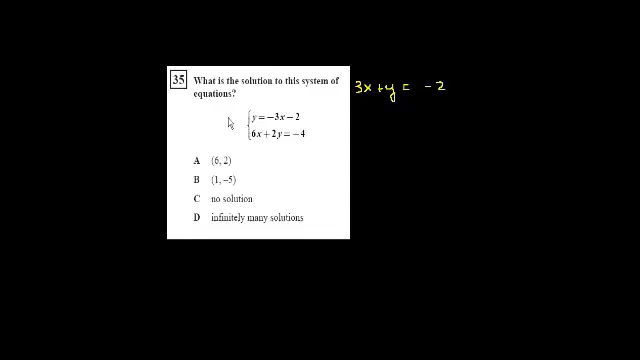 35 What is the solution to this system of
equations?
3x + y = -2
y = -3x - 2
6x + 2y = -4
A (6, 2)
B (1, -5)
C no solution
D infinitely many solutions